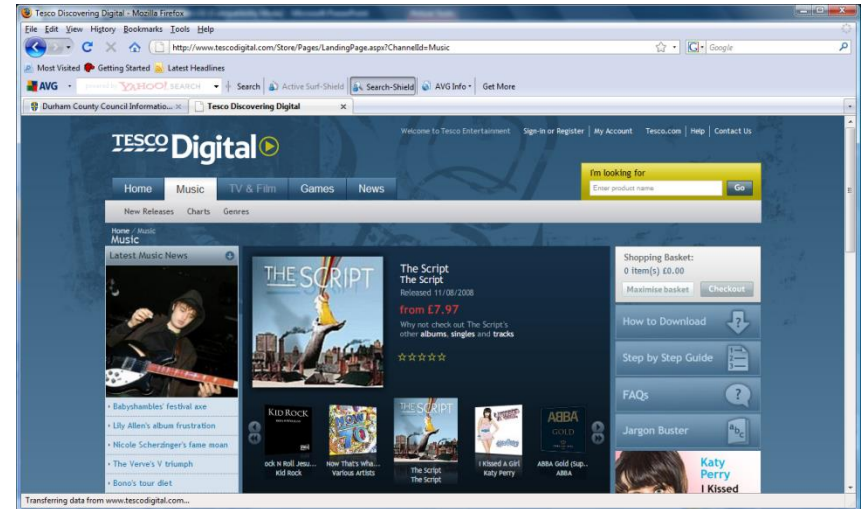 Tesco Discovering Digital - Mozilla Firefox
File Edit View History Bookmarks Tools Help
http://www.tescodigital.com/Store/Pages/LandingPage.aspx?ChannelId=Music
Google
Most Visited Getting Started Latest Headlines
AVG YAHOO! SEARCH Search Active Surf-Shield Search-Shield AVG Info Get More
Durham County Council Informatio... Tesco Discovering Digital
Welcome to Tesco Entertainment Sign-in or Register My Account Tesco.com Help Contact Us
TESCO Digital
I'm looking for
Home Music TV & Film Games News
Enter product name Go
New Releases Charts Genres
Home / Music
Music
Latest Music News
THE SCRIPT
The Script
The Script
Released 11/08/2008
from £7.97
Why not check out The Script's
other albums, singles and tracks
Shopping Basket:
0 item(s) £0.00
Maximise basket Checkout
How to Download
Step by Step Guide
FAQs
Jargon Buster
Babyshambles' festival axe
Lily Allen's album frustration
Nicole Scherzinger's fame moan
The Verve's V triumph
Bono's tour diet
KID ROCK
NOW 70
THE SCRIPT
ABBA
GOLD
ock N Roll Jesu...
Kid Rock
Now That's Wha...
Various Artists
The Script
The Script
I Kissed A Girl
Katy Perry
ABBA Gold (Sup...
ABBA
Katy
Perry
I Kissed
Transferring data from www.tescodigital.com...